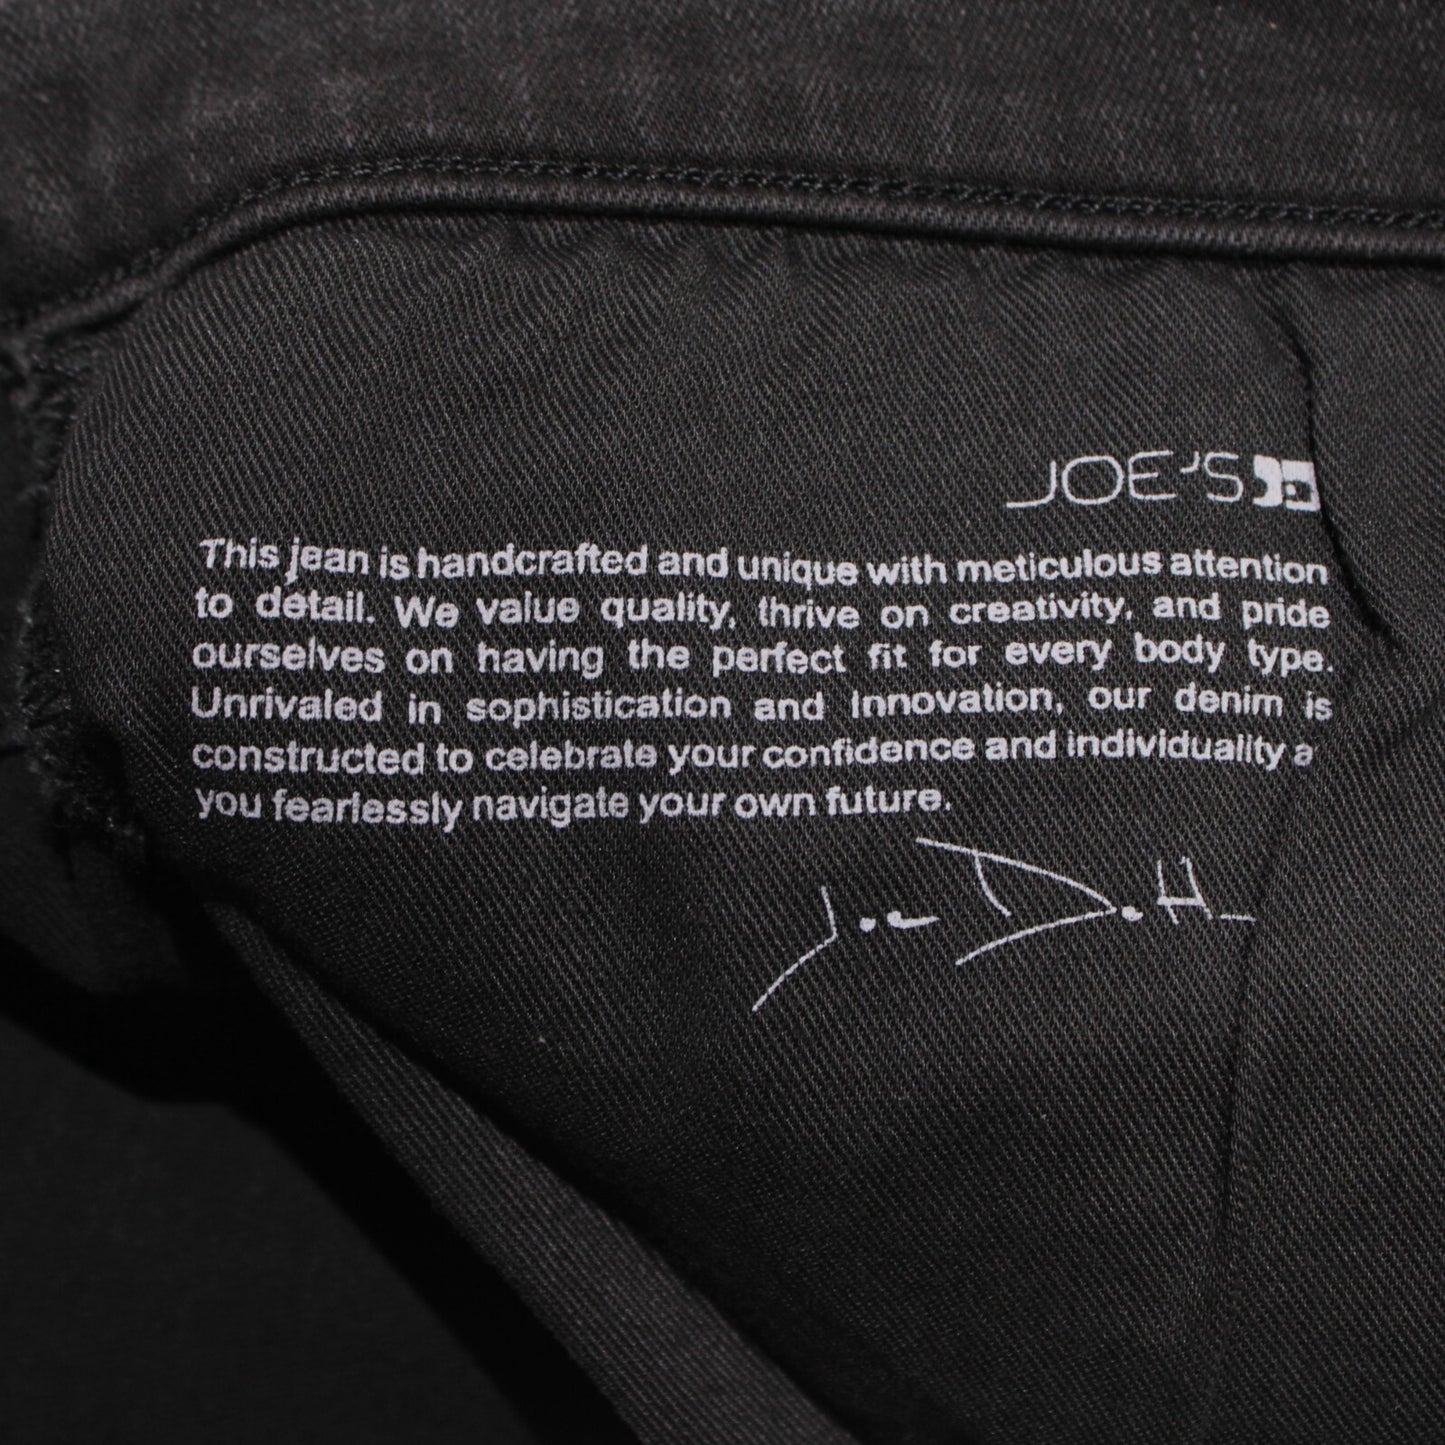 JOE'S
This jean is handcrafted and unique with meticulous attention
to detail. We value quality, thrive on creativity, and pride
ourselves on having the perfect fit for every body type.
Unrivaled in sophistication and innovation, our denim is
constructed to celebrate your confidence and individuality a
you fearlessly navigate your own future.
Joe D.H